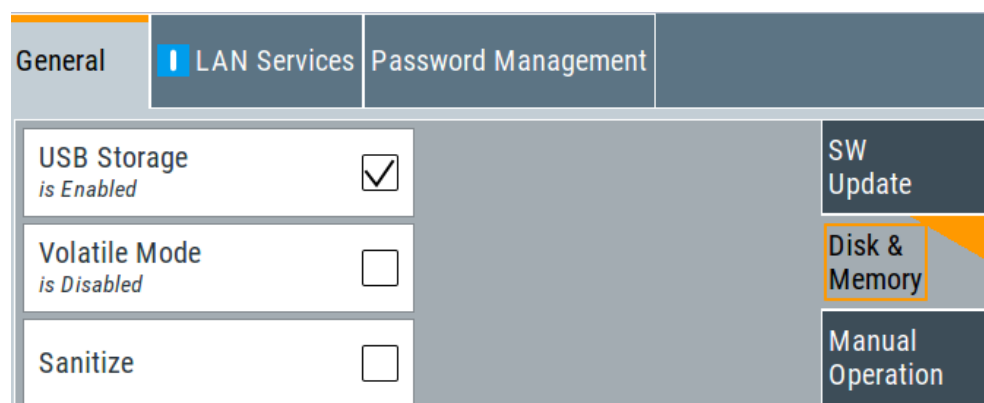 General
LAN Services
Password Management
USB Storage
is Enabled
Volatile Mode
is Disabled
Sanitize
SW
Update
Disk &
Memory
Manual
Operation